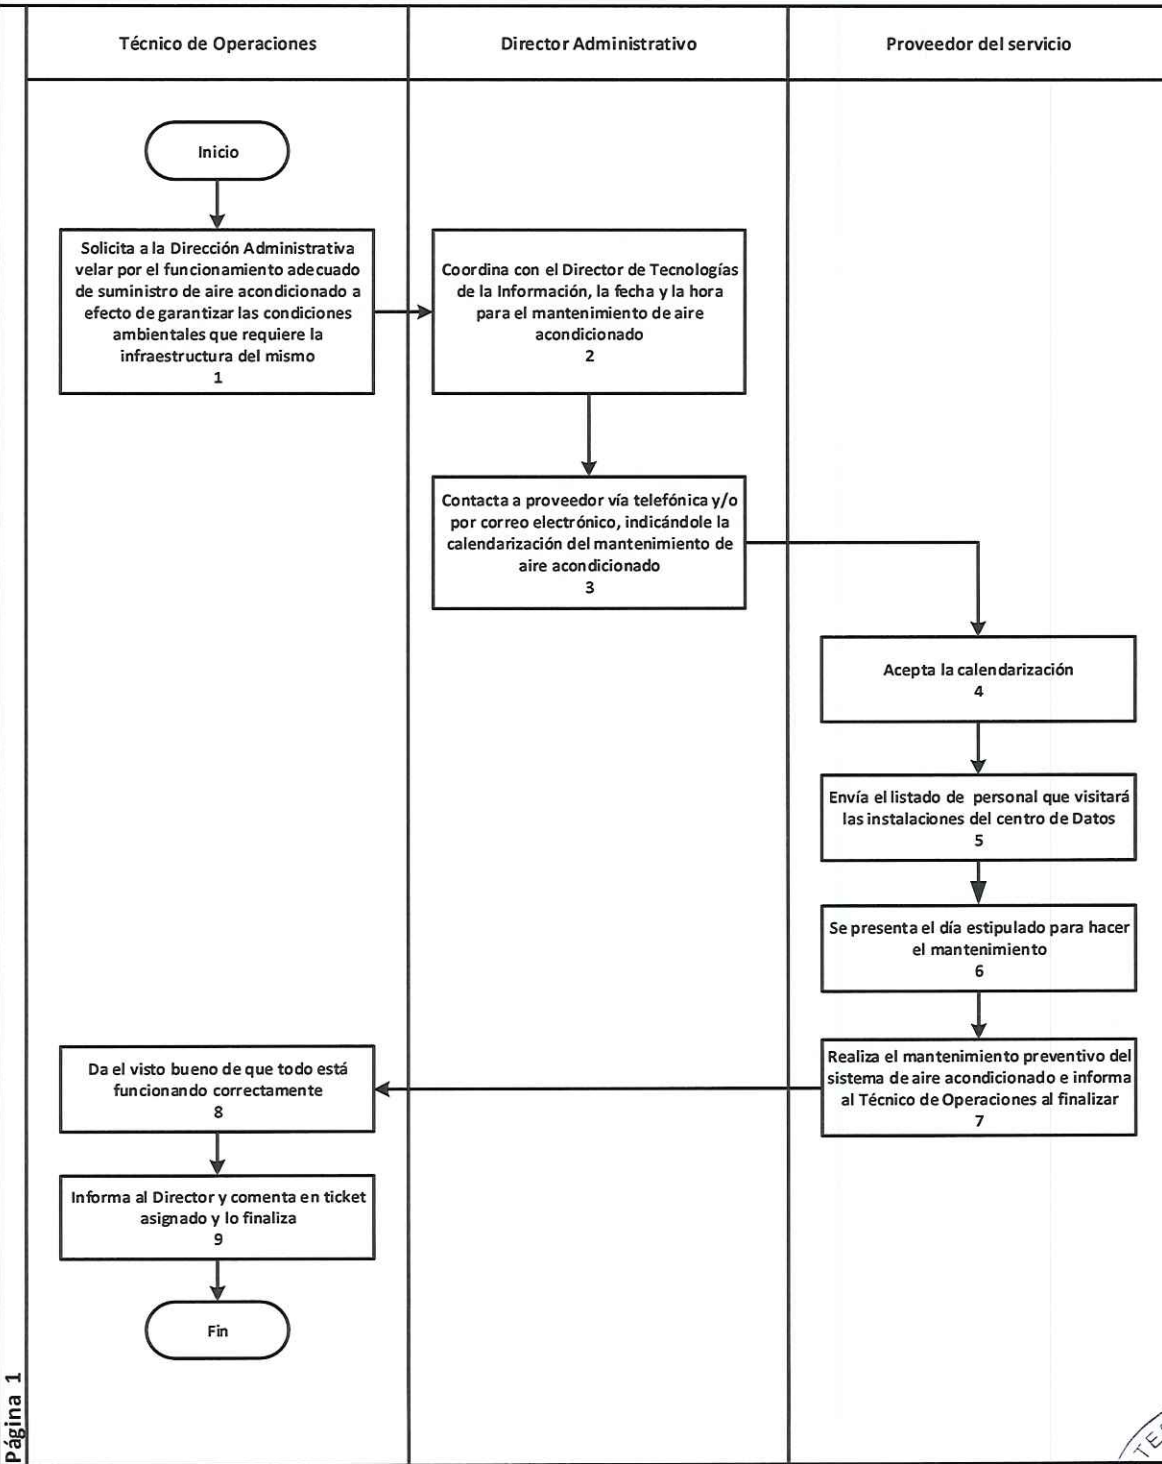 Técnico de Operaciones
Director Administrativo
Proveedor del servicio
Inicio
Solicita a la Dirección Administrativa
velar por el funcionamiento adecuado
de suministro de aire acondicionado a
efecto de garantizar las condiciones
ambientales que requiere la
infraestructura del mismo
1
Coordina con el Director de Tecnologías
de la Información, la fecha y la hora
para el mantenimiento de aire
acondicionado
2
Contacta a proveedor vía telefónica y/o
por correo electrónico, indicándole la
calendarización del mantenimiento de
aire acondicionado
3
Acepta la calendarización
4
Envía el listado de personal que visitará
las instalaciones del centro de Datos
5
Se presenta el día estipulado para hacer
el mantenimiento
6
Realiza el mantenimiento preventivo del
sistema de aire acondicionado e informa
al Técnico de Operaciones al finalizar
7
Da el visto bueno de que todo está
funcionando correctamente
8
Informa al Director y comenta en ticket
asignado y lo finaliza
9
Fin
Página 1